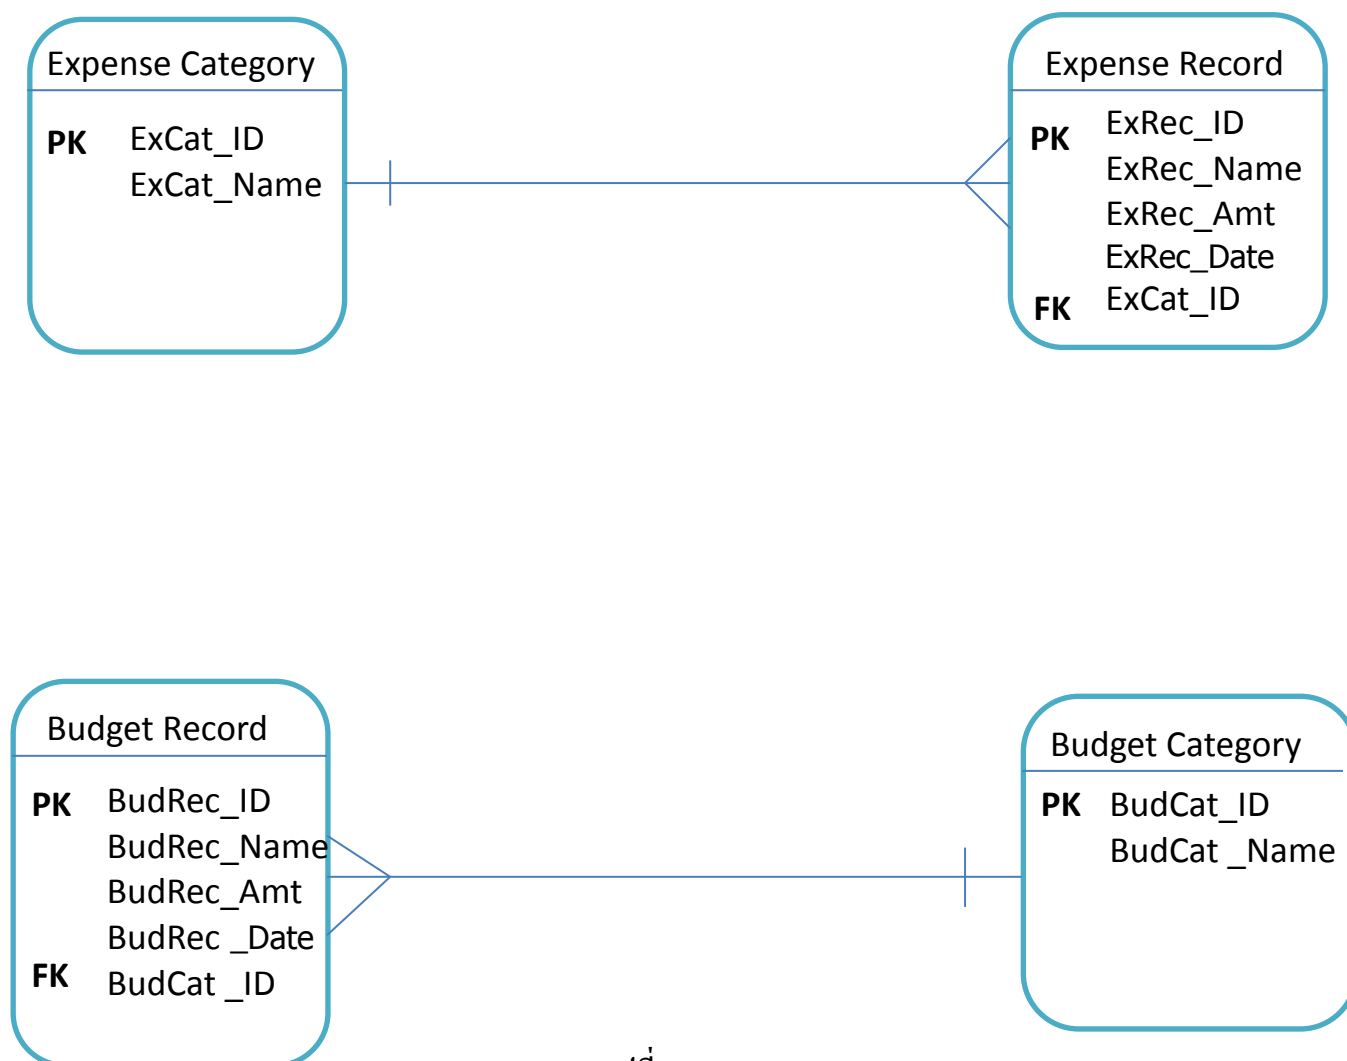 Expense Category
PK ExCat_ID
ExCat_Name
Expense Record
PK ExRec_ID
ExRec_Name
ExRec_Amt
ExRec_Date
FK ExCat_ID
Budget Record
PK BudRec_ID
BudRec_Name
BudRec_Amt
BudRec _Date
FK BudCat _ID
Budget Category
PK BudCat_ID
BudCat _Name